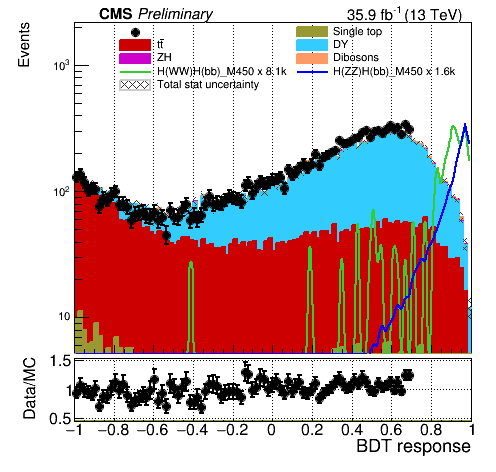 CMS Preliminary 35.9 fb⁻¹ (13 TeV)
Events
tt̄ Single top
DY
ZH Dibosons
H(WW)H(bb)_M450 x 8.1k H(ZZ)H(bb)_M450 x 1.6k
Total stat uncertainty
10³
10²
10
Data/MC
1.5
1
0.5
−1 −0.8 −0.6 −0.4 −0.2 0 0.2 0.4 0.6 0.8 1
BDT response